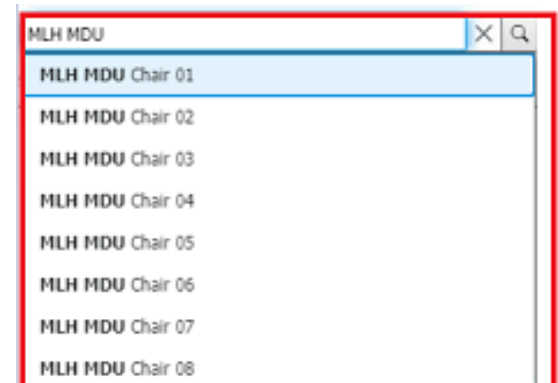 MLH MDU
MLH MDU Chair 01
MLH MDU Chair 02
MLH MDU Chair 03
MLH MDU Chair 04
MLH MDU Chair 05
MLH MDU Chair 06
MLH MDU Chair 07
MLH MDU Chair 08